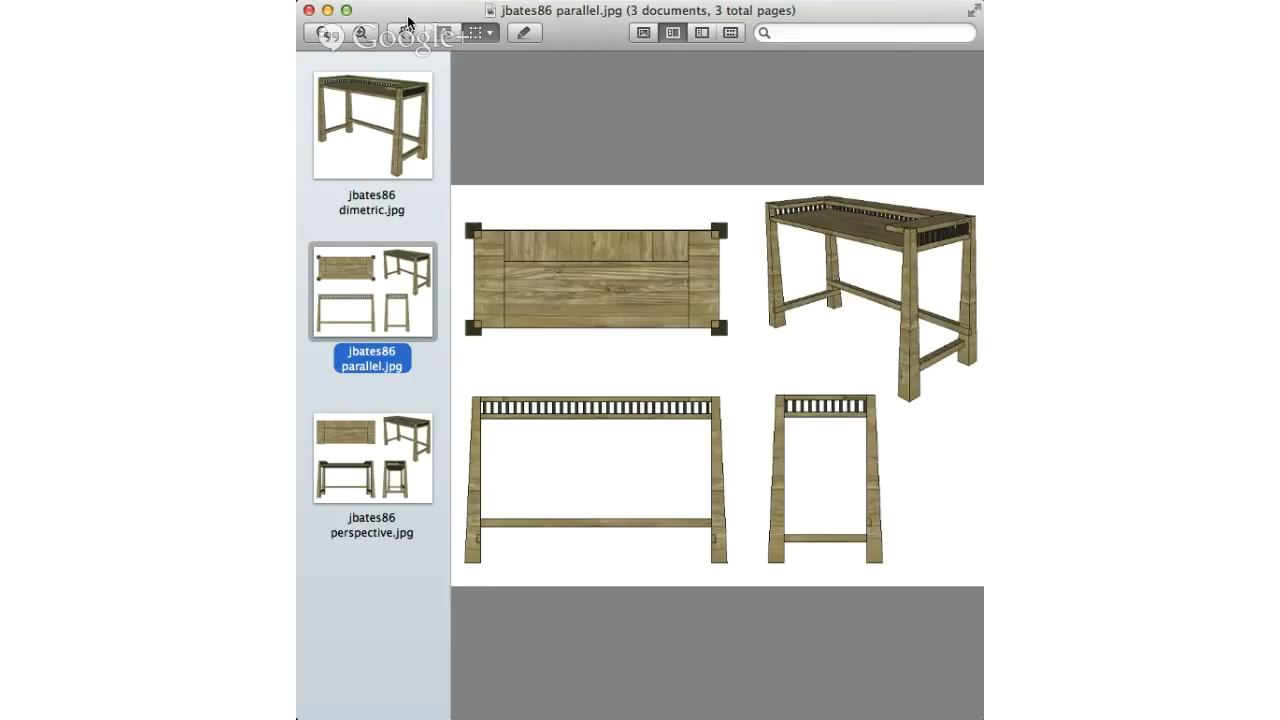 jbates86 parallel.jpg (3 documents, 3 total pages)
Google+
jbates86
dimetric.jpg
jbates86
parallel.jpg
jbates86
perspective.jpg